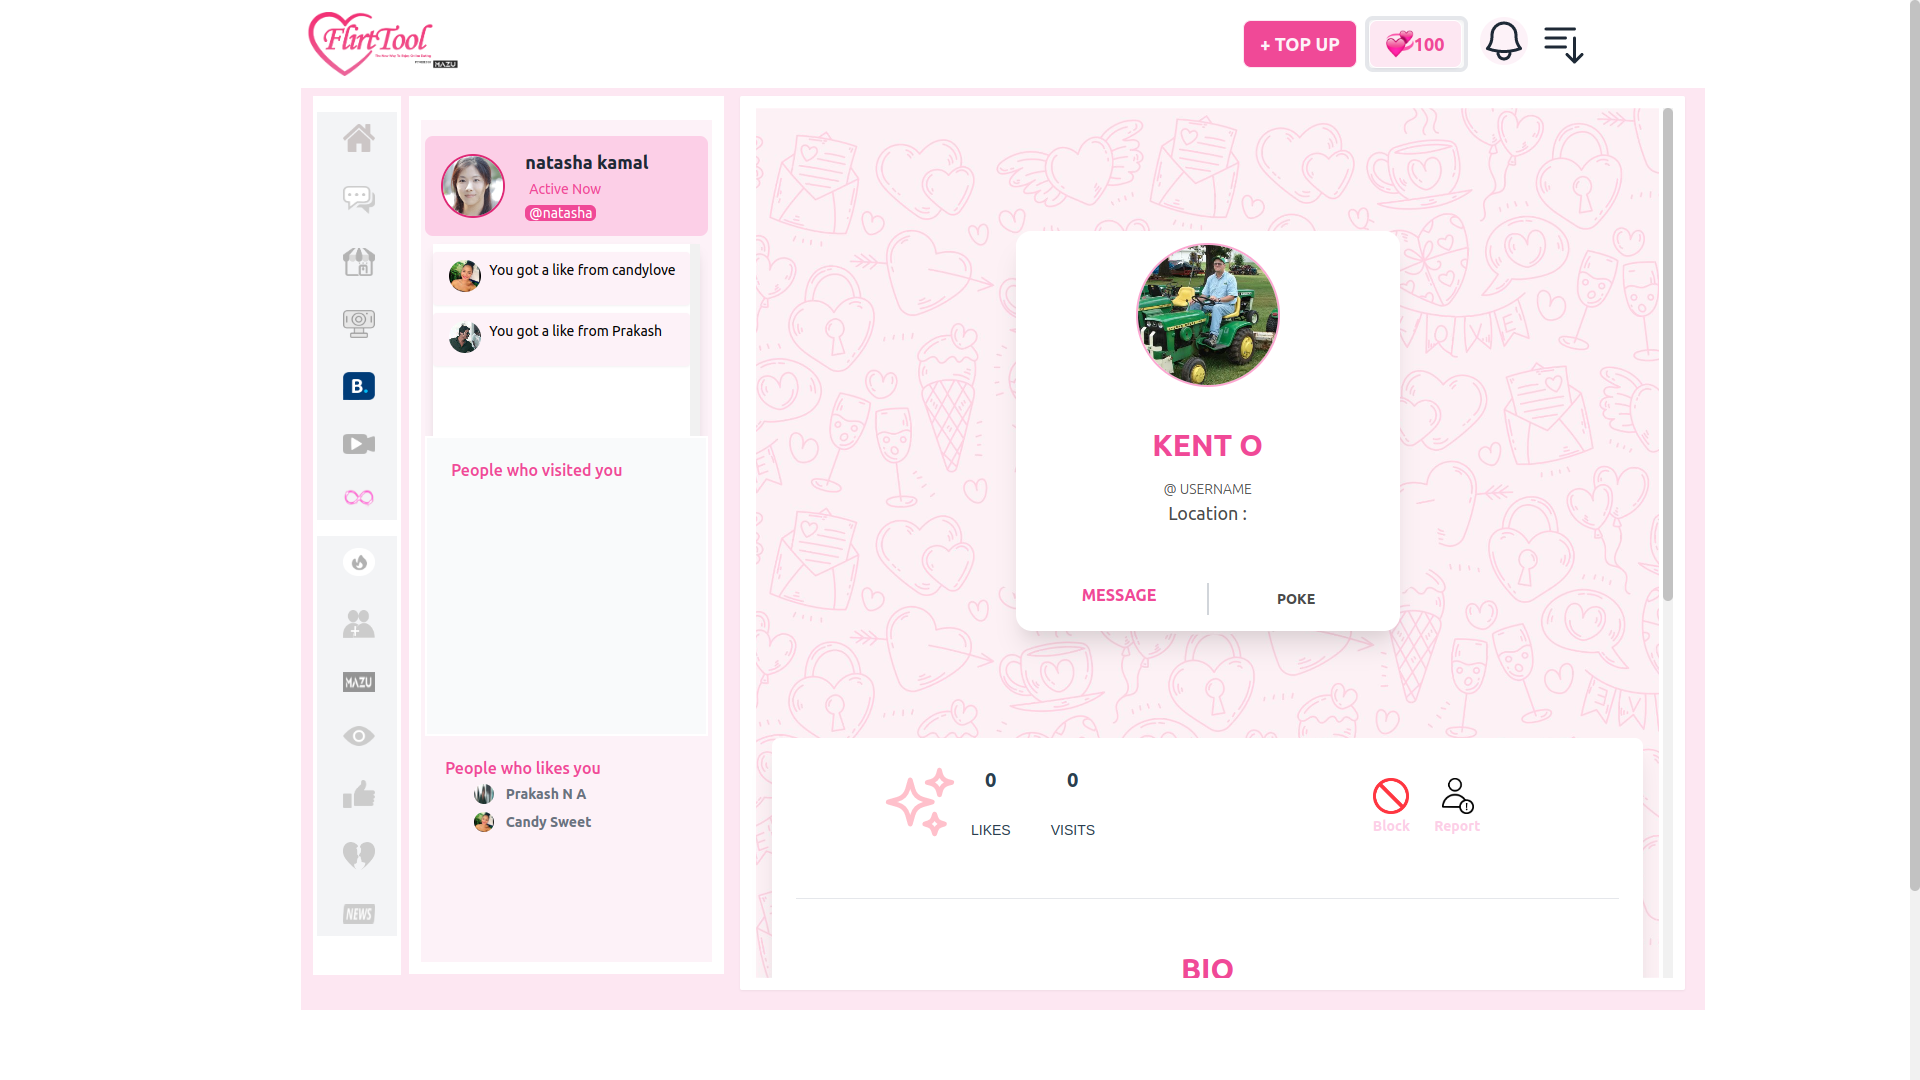 FlirtTool
MAZU
+ TOP UP
100
natasha kamal
Active Now
@natasha
You got a like from candylove
You got a like from Prakash
B.
People who visited you
MAZU
People who likes you
Prakash N A
Candy Sweet
NEWS
KENT O
@ USERNAME
Location :
MESSAGE
POKE
0
0
LIKES
VISITS
Block
Report
BIO